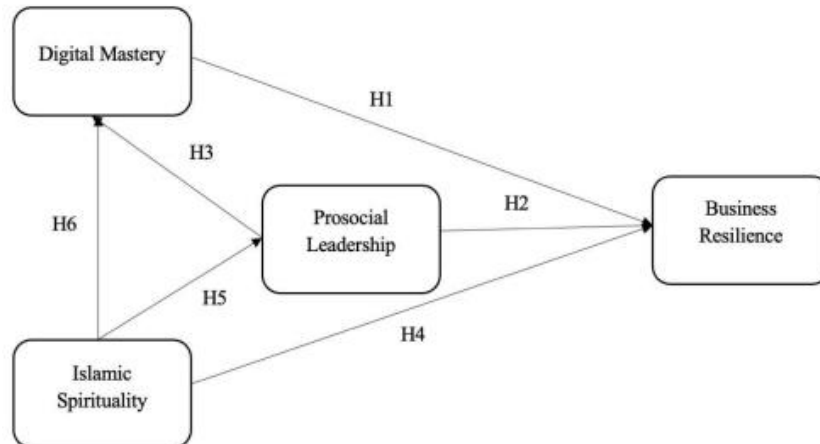 Digital Mastery
H1
H3
Prosocial
Leadership
H2
Business
Resilience
H6
H5
H4
Islamic
Spirituality